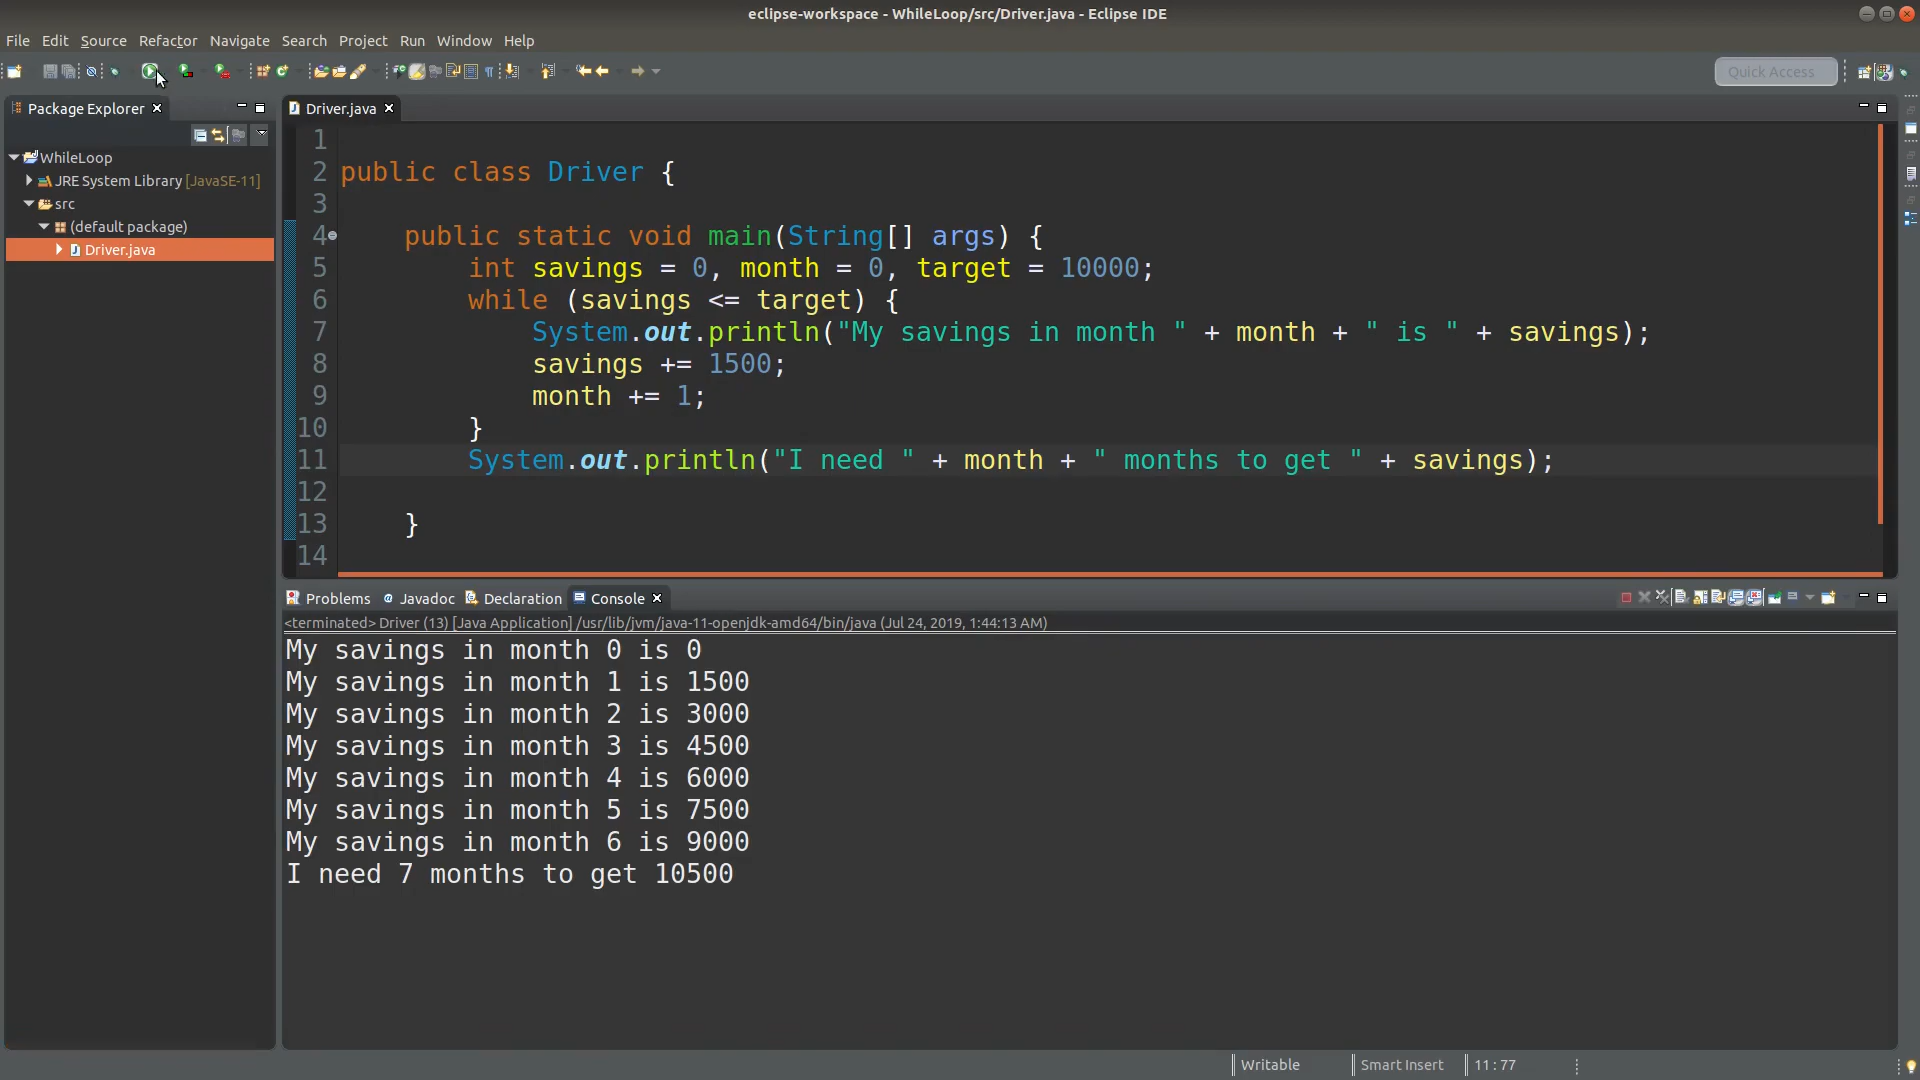 eclipse-workspace - WhileLoop/src/Driver.java - Eclipse IDE
File Edit Source Refactor Navigate Search Project Run Window Help
Quick Access
Package Explorer
Driver.java
WhileLoop
JRE System Library [JavaSE-11]
src
(default package)
Driver.java
1
2 public class Driver {
3
4 public static void main(String[] args) {
5 int savings = 0, month = 0, target = 10000;
6 while (savings <= target) {
7 System.out.println("My savings in month " + month + " is " + savings);
8 savings += 1500;
9 month += 1;
10 }
11 System.out.println("I need " + month + " months to get " + savings);
12
13 }
14
Problems Javadoc Declaration Console
<terminated> Driver (13) [Java Application] /usr/lib/jvm/java-11-openjdk-amd64/bin/java (Jul 24, 2019, 1:44:13 AM)
My savings in month 0 is 0
My savings in month 1 is 1500
My savings in month 2 is 3000
My savings in month 3 is 4500
My savings in month 4 is 6000
My savings in month 5 is 7500
My savings in month 6 is 9000
I need 7 months to get 10500
Writable Smart Insert 11 : 77